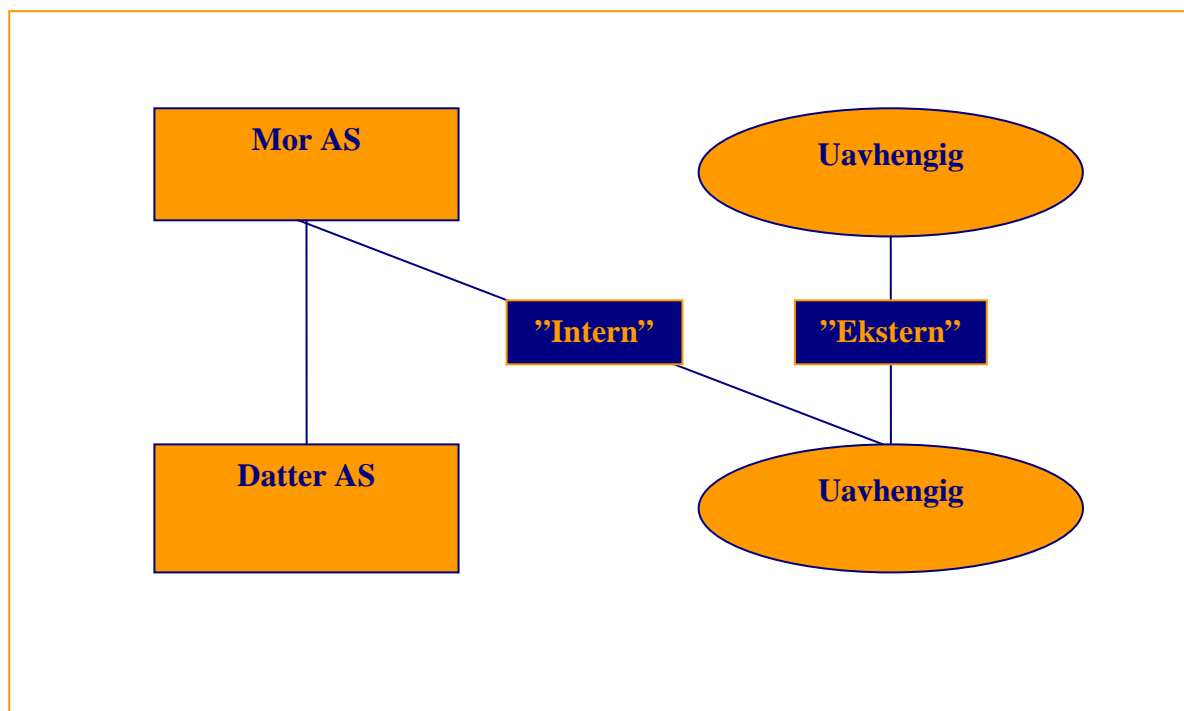 Mor AS
Uavhengig
”Intern”
”Ekstern”
Datter AS
Uavhengig